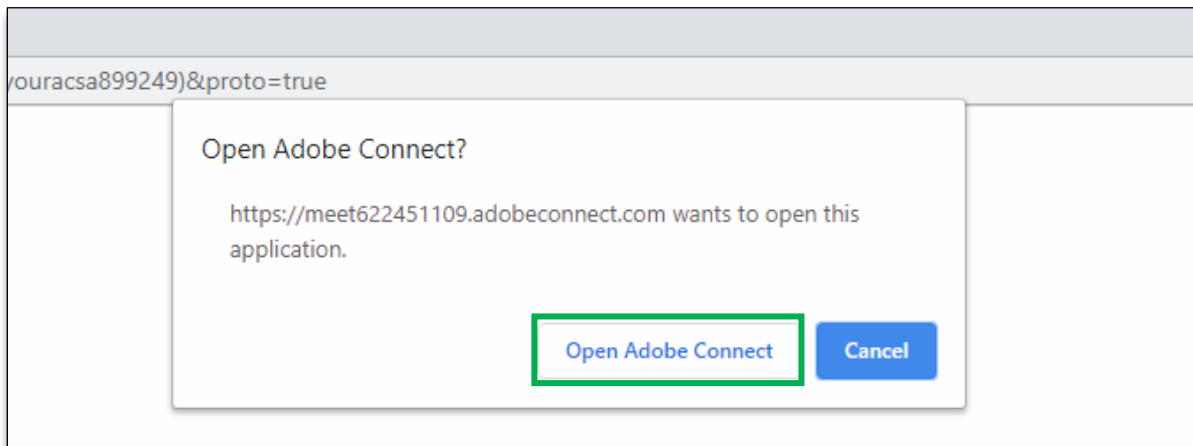 youracsa899249)&proto=true
Open Adobe Connect?
https://meet622451109.adobeconnect.com wants to open this
application.
Open Adobe Connect
Cancel